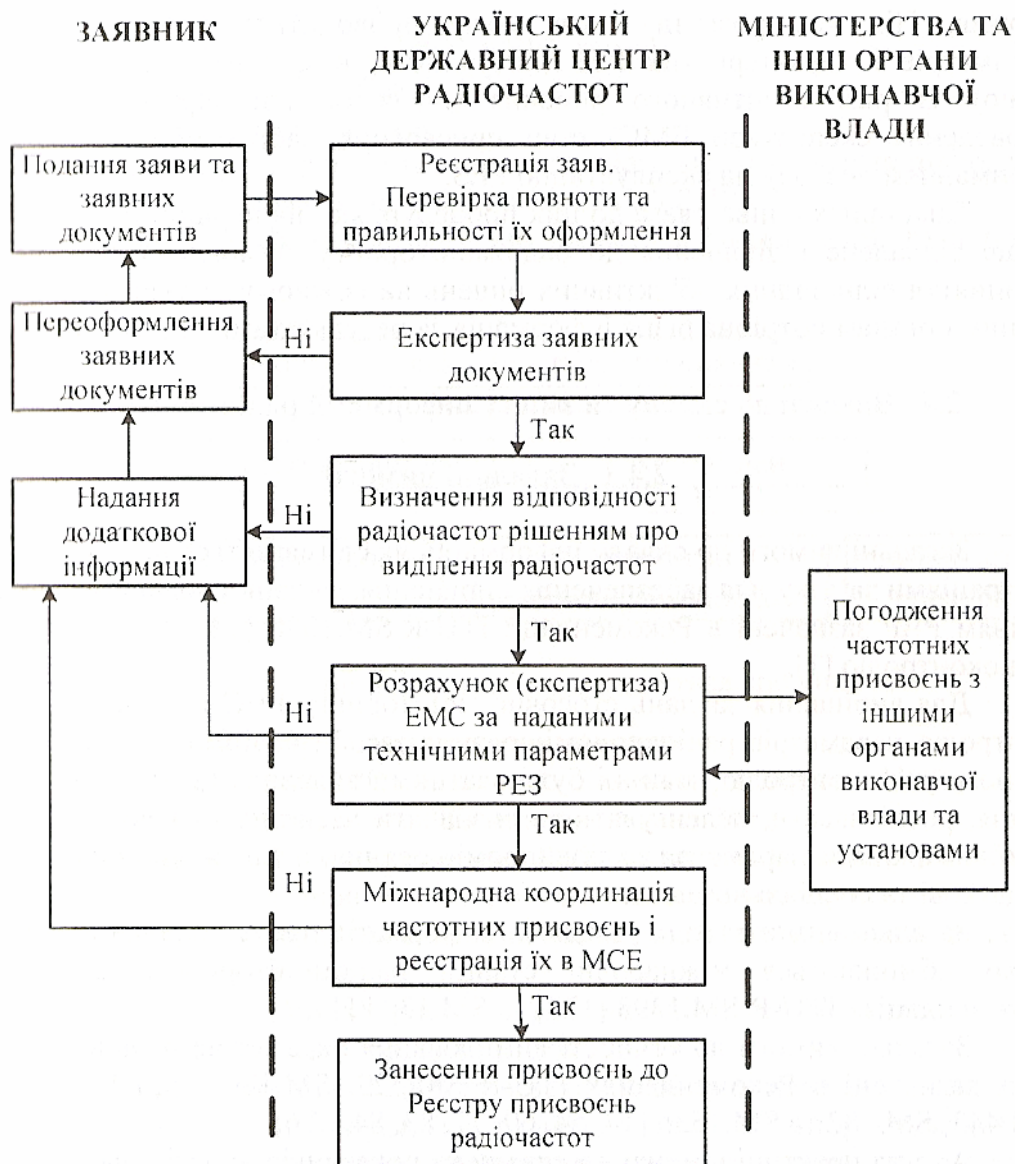 ЗАЯВНИК
УКРАЇНСЬКИЙ
ДЕРЖАВНИЙ ЦЕНТР
РАДІОЧАСТОТ
МІНІСТЕРСТВА ТА
ІНШІ ОРГАНИ
ВИКОНАВЧОЇ
ВЛАДИ
Подання заяви та
заявних
документів
Реєстрація заяв.
Перевірка повноти та
правильності їх оформлення
Переоформлення
заявних
документів
Ні
Експертиза заявних
документів
Так
Надання
додаткової
інформації
Ні
Визначення відповідності
радіочастот рішенням про
виділення радіочастот
Так
Ні
Розрахунок (експертиза)
ЕМС за наданими
технічними параметрами
РЕЗ
Погодження
частотних
присвоєнь з
іншими
органами
виконавчої
влади та
установами
Так
Ні
Міжнародна координація
частотних присвоєнь і
реєстрація їх в МСЕ
Так
Занесення присвоєнь до
Реєстру присвоєнь
радіочастот